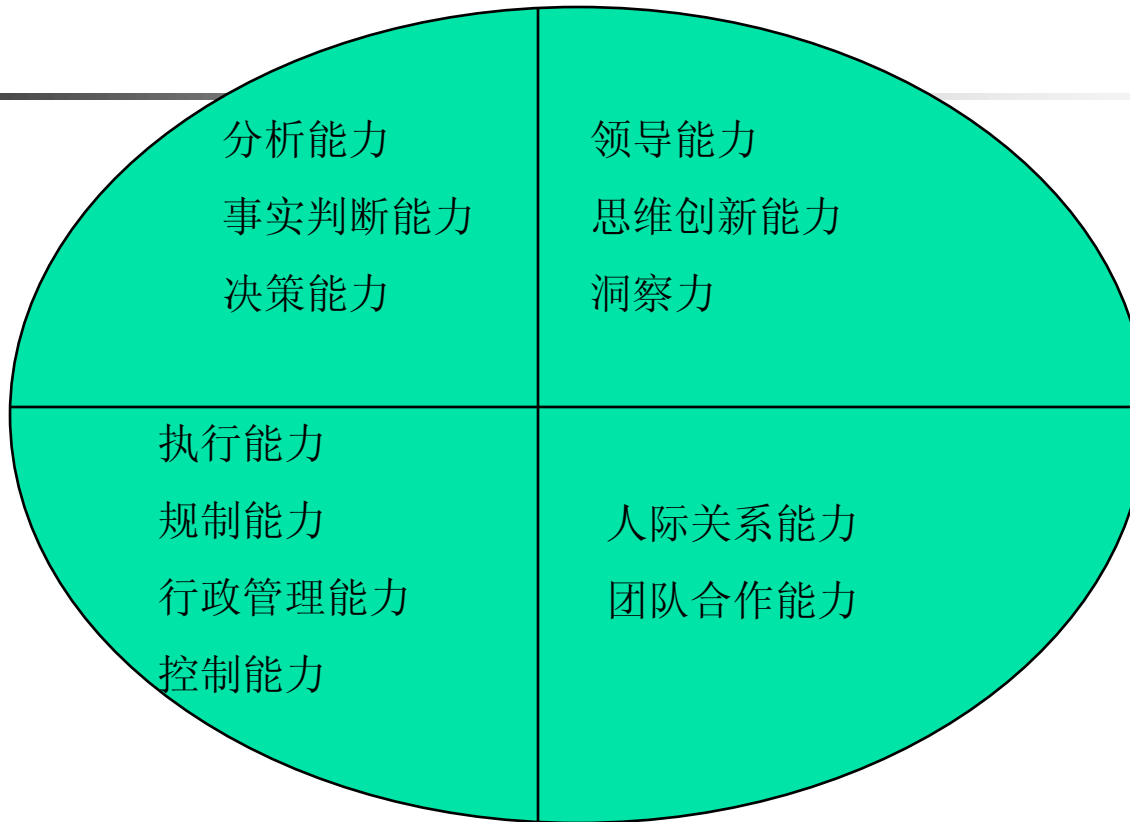 分析能力
事实判断能力
决策能力
领导能力
思维创新能力
洞察力
执行能力
规制能力
行政管理能力
控制能力
人际关系能力
团队合作能力